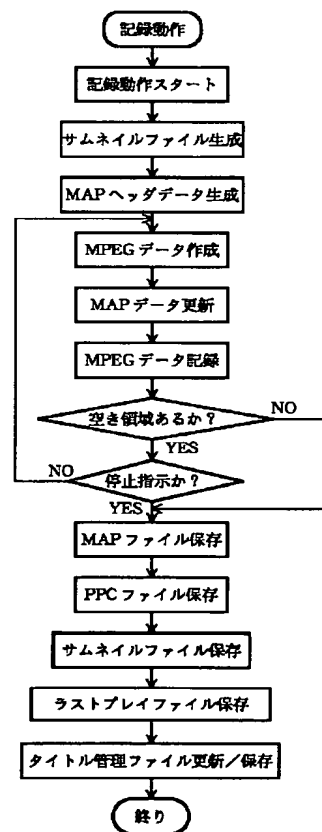 記録動作
記録動作スタート
サムネイルファイル生成
MAPヘッダデータ生成
MPEGデータ作成
MAPデータ更新
MPEGデータ記録
空き領域あるか？
NO
YES
NO
停止指示か？
YES
MAPファイル保存
PPCファイル保存
サムネイルファイル保存
ラストプレイファイル保存
タイトル管理ファイル更新／保存
終り